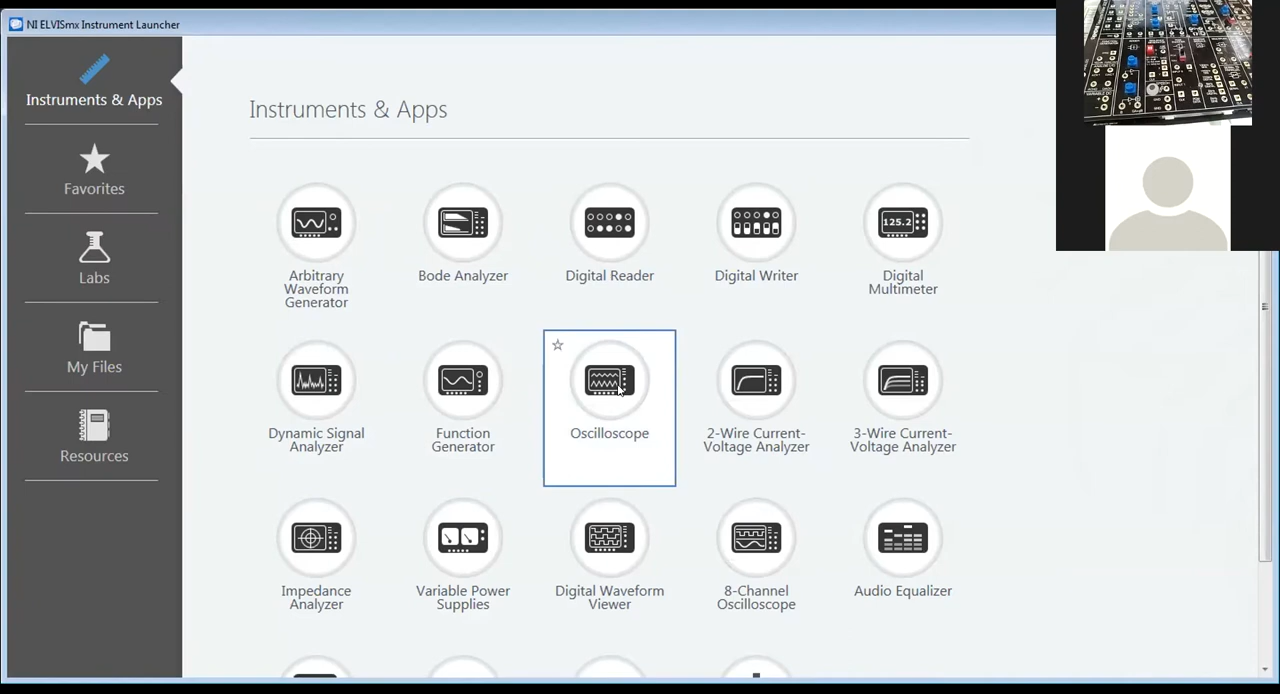 NI ELVISmx Instrument Launcher
Instruments & Apps
Favorites
Labs
My Files
Resources
Instruments & Apps
Arbitrary
Waveform
Generator
Bode Analyzer
Digital Reader
Digital Writer
125.2
Digital
Multimeter
Dynamic Signal
Analyzer
Function
Generator
Oscilloscope
2-Wire Current-
Voltage Analyzer
3-Wire Current-
Voltage Analyzer
Impedance
Analyzer
Variable Power
Supplies
Digital Waveform
Viewer
8-Channel
Oscilloscope
Audio Equalizer